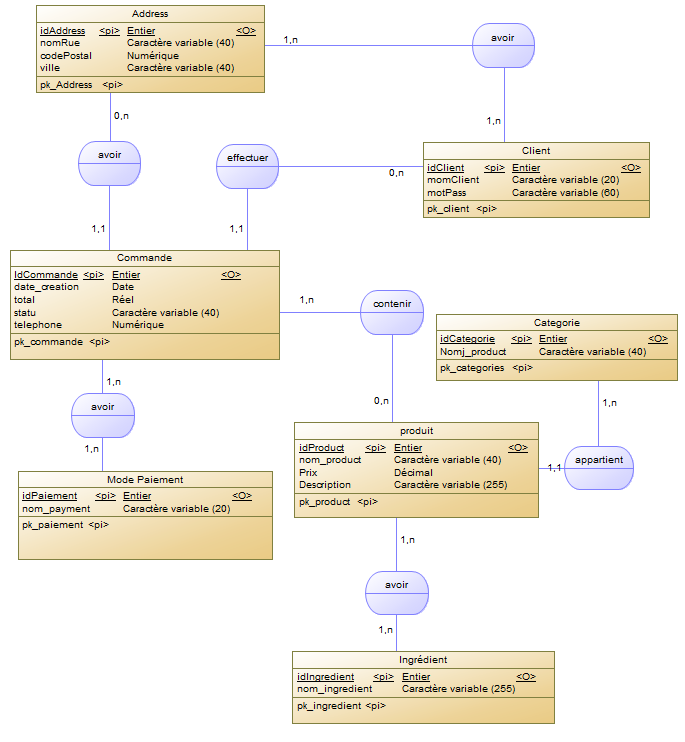 Address
idAddress <pi> Entier <O>
nomRue Caractère variable (40)
codePostal Numérique
ville Caractère variable (40)
pk_Address <pi>
1,n
avoir
0,n
1,n
avoir
effectuer
0,n
Client
idClient <pi> Entier <O>
momClient Caractère variable (20)
motPass Caractère variable (60)
pk_client <pi>
1,1
1,1
Commande
IdCommande <pi> Entier <O>
date_creation Date
total Réel
statu Caractère variable (40)
telephone Numérique
pk_commande <pi>
1,n
contenir
Categorie
idCategorie <pi> Entier <O>
Nomj_product Caractère variable (40)
pk_categories <pi>
1,n
avoir
0,n
1,n
1,n
produit
idProduct <pi> Entier <O>
nom_product Caractère variable (40)
Prix Décimal
Description Caractère variable (255)
pk_product <pi>
1,1
appartient
Mode Paiement
idPaiement <pi> Entier <O>
nom_payment Caractère variable (20)
pk_paiement <pi>
1,n
avoir
1,n
Ingrédient
idIngredient <pi> Entier <O>
nom_ingredient Caractère variable (255)
pk_ingredient <pi>